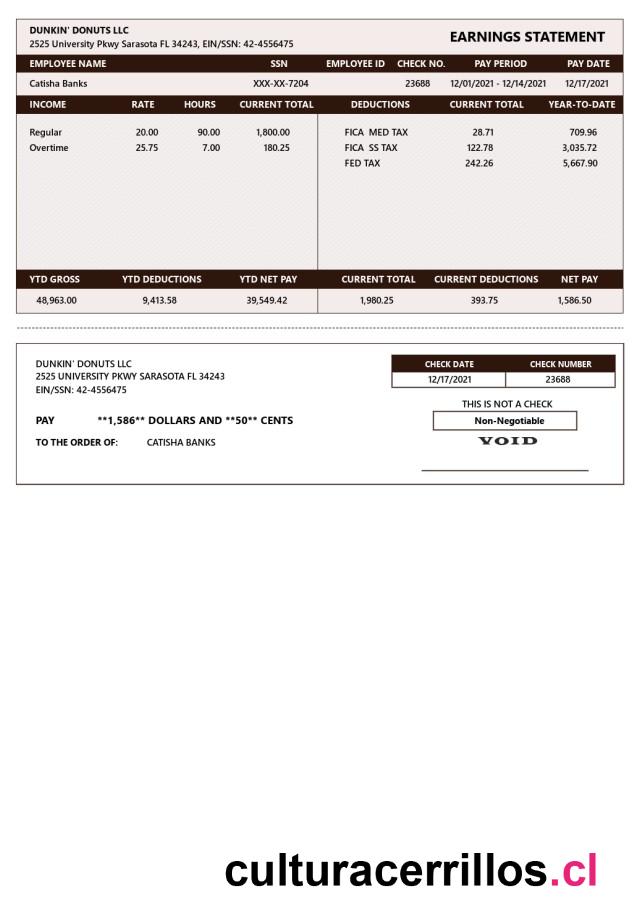 DUNKIN' DONUTS LLC
2525 University Pkwy Sarasota FL 34243, EIN/SSN: 42-4556475
EARNINGS STATEMENT
EMPLOYEE NAME SSN EMPLOYEE ID CHECK NO. PAY PERIOD PAY DATE
Catisha Banks XXX-XX-7204 23688 12/01/2021 - 12/14/2021 12/17/2021
INCOME RATE HOURS CURRENT TOTAL DEDUCTIONS CURRENT TOTAL YEAR-TO-DATE
Regular 20.00 90.00 1,800.00 FICA MED TAX 28.71 709.96
Overtime 25.75 7.00 180.25 FICA SS TAX 122.78 3,035.72
FED TAX 242.26 5,667.90
YTD GROSS YTD DEDUCTIONS YTD NET PAY CURRENT TOTAL CURRENT DEDUCTIONS NET PAY
48,963.00 9,413.58 39,549.42 1,980.25 393.75 1,586.50
DUNKIN' DONUTS LLC
2525 UNIVERSITY PKWY SARASOTA FL 34243
EIN/SSN: 42-4556475
CHECK DATE CHECK NUMBER
12/17/2021 23688
THIS IS NOT A CHECK
PAY **1,586** DOLLARS AND **50** CENTS
Non-Negotiable
TO THE ORDER OF: CATISHA BANKS
VOID
culturacerrillos.cl